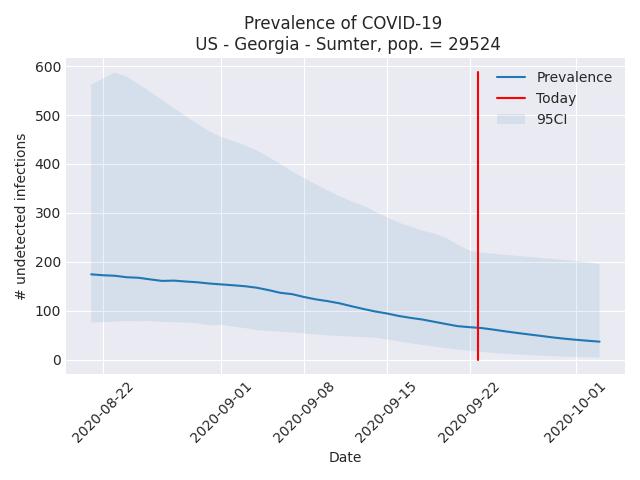 Prevalence of COVID-19
US - Georgia - Sumter, pop. = 29524
600
500
400
300
200
100
0
# undetected infections
Prevalence
Today
95CI
2020-08-22
2020-09-01
2020-09-08
2020-09-15
2020-09-22
2020-10-01
Date